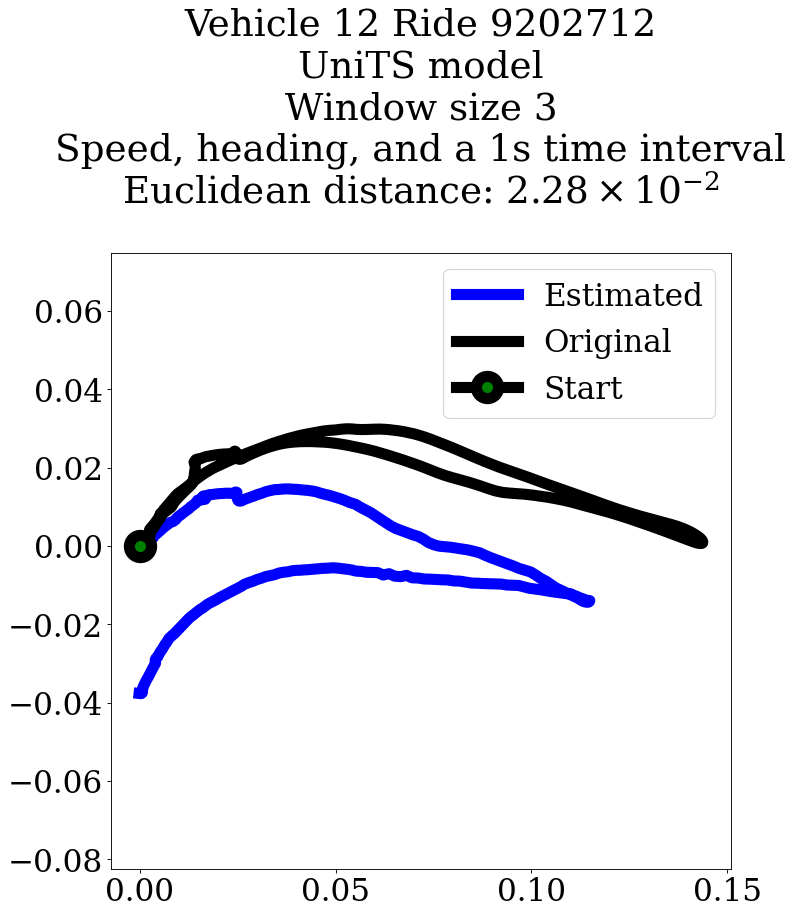 Vehicle 12 Ride 9202712
UniTS model
Window size 3
Speed, heading, and a 1s time interval
Euclidean distance: 2.28 × 10⁻²
Estimated
Original
Start
0.06
0.04
0.02
0.00
−0.02
−0.04
−0.06
−0.08
0.00 0.05 0.10 0.15